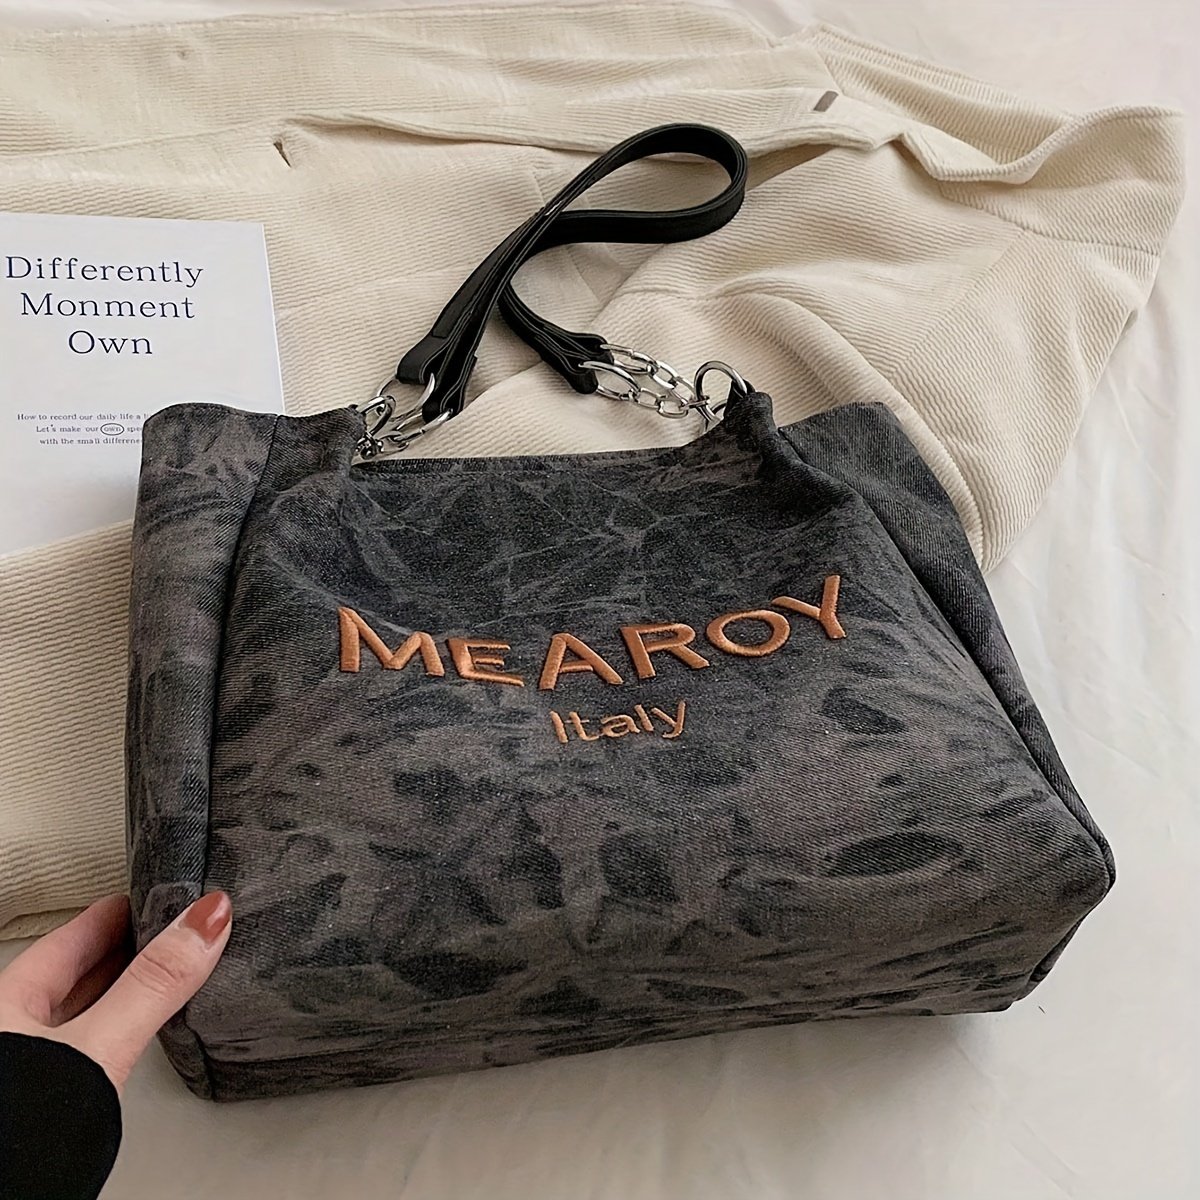 Differently
Monment
Own
How to record our daily life a
Let's make our own spe
with the small differen
MEAROY
Italy